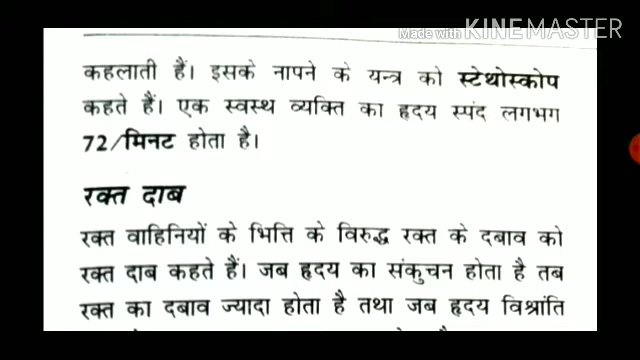 Made with KINEMASTER
कहलाती हैं। इसके नापने के यन्त्र को स्टेथोस्कोप
कहते हैं। एक स्वस्थ व्यक्ति का हृदय स्पंद लगभग
72/मिनट होता है।
रक्त दाब
रक्त वाहिनियों के भित्ति के विरुद्ध रक्त के दबाव को
रक्त दाब कहते हैं। जब हृदय का संकुचन होता है तब
रक्त का दबाव ज्यादा होता है तथा जब हृदय विश्रांति